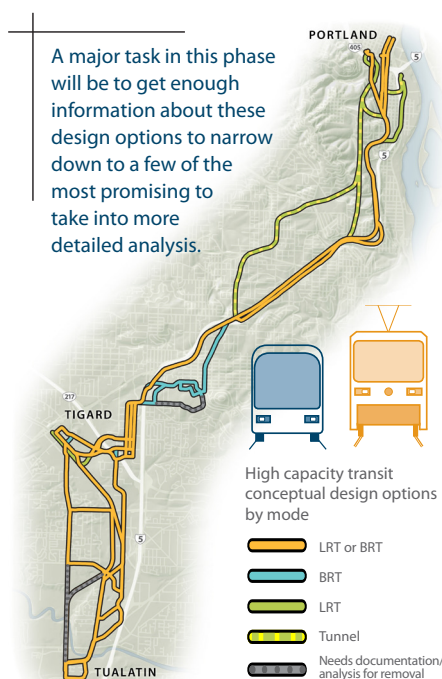 PORTLAND
405
5
A major task in this phase
will be to get enough
information about these
design options to narrow
down to a few of the
most promising to
take into more
detailed analysis.
5
217
TIGARD
High capacity transit
conceptual design options
by mode
LRT or BRT
5
BRT
LRT
Tunnel
Needs documentation/
analysis for removal
TUALATIN